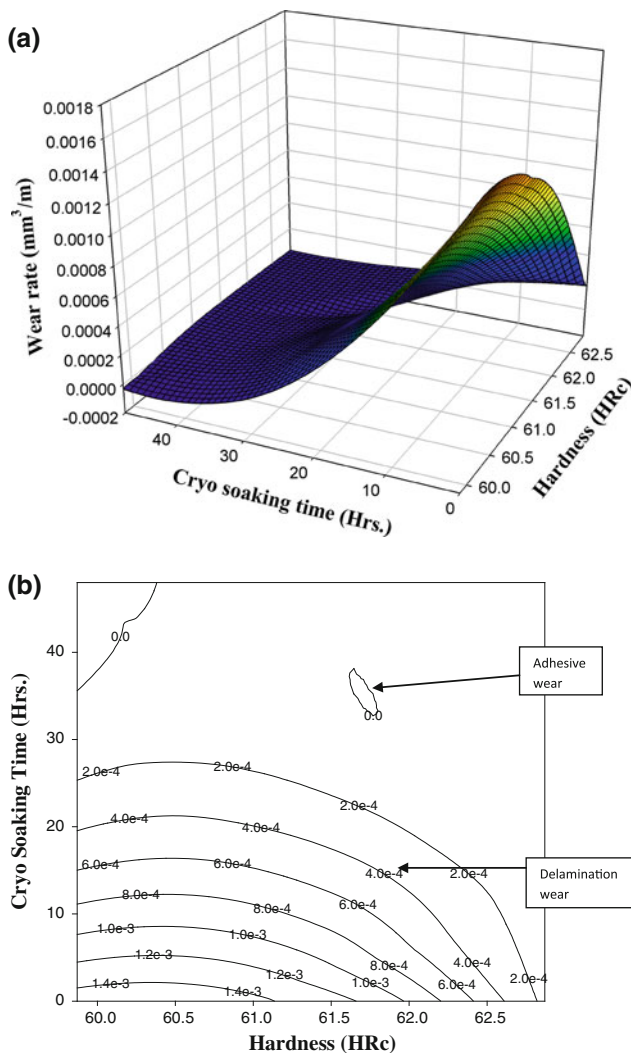 (a)
0.0018
0.0016
0.0014
0.0012
0.0010
0.0008
0.0006
0.0004
0.0002
0.0000
-0.0002
Wear rate (mm³/m)
40
30
20
10
0
Cryo soaking time (Hrs.)
62.5
62.0
61.5
61.0
60.5
60.0
Hardness (HRc)
(b)
40
30
20
10
0
Cryo Soaking Time (Hrs.)
0.0
0.0
Adhesive
wear
2.0e-4
2.0e-4
2.0e-4
2.0e-4
2.0e-4
4.0e-4
4.0e-4
4.0e-4
4.0e-4
6.0e-4
6.0e-4
6.0e-4
6.0e-4
8.0e-4
8.0e-4
8.0e-4
1.0e-3
1.0e-3
1.0e-3
1.2e-3
1.2e-3
1.4e-3
1.4e-3
Delamination
wear
60.0 60.5 61.0 61.5 62.0 62.5
Hardness (HRc)